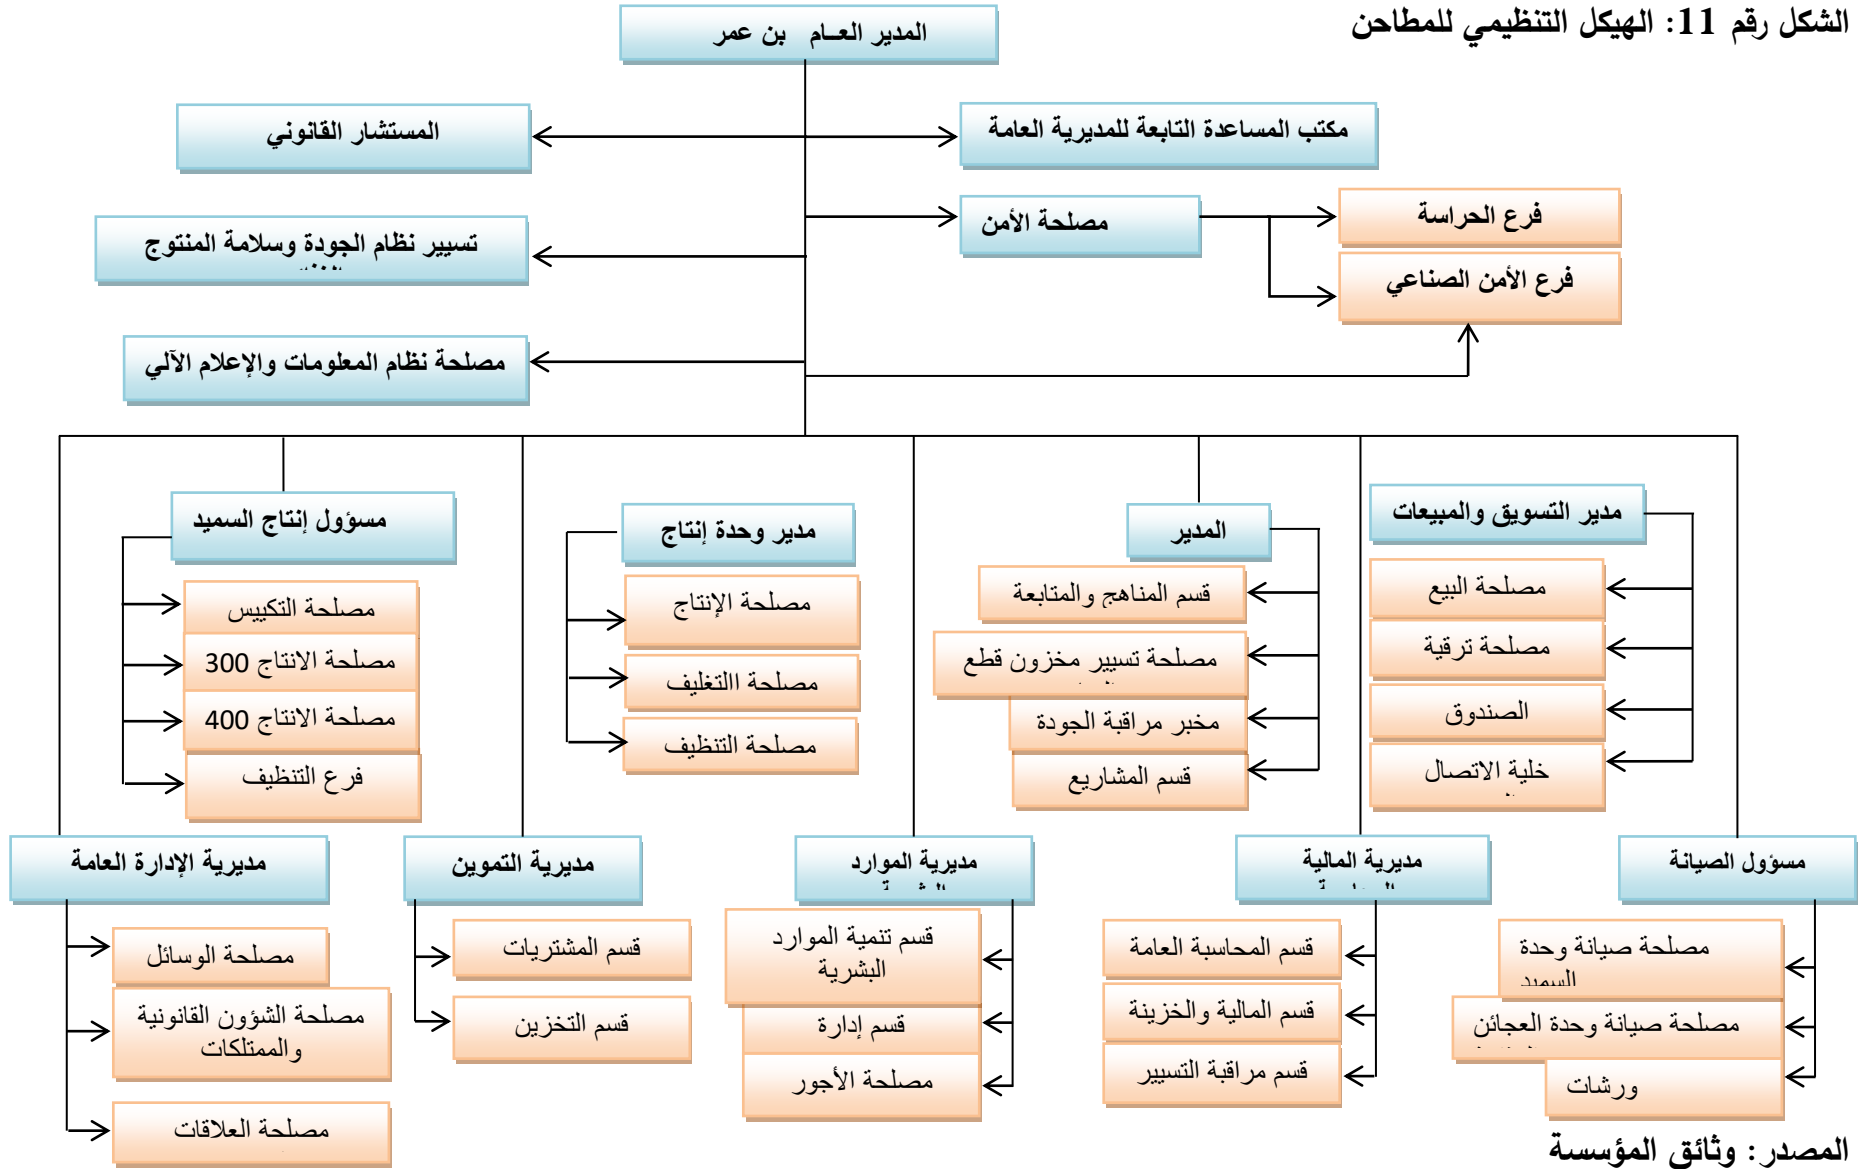 الشكل رقم 11: الهيكل التنظيمي للمطاحن
المدير العــام بن عمر
مكتب المساعدة التابعة للمديرية العامة
المستشار القانوني
مصلحة الأمن
فرع الحراسة
فرع الأمن الصناعي
تسيير نظام الجودة وسلامة المنتوج
مصلحة نظام المعلومات والإعلام الآلي
مدير التسويق والمبيعات
مصلحة البيع
مصلحة ترقية
الصندوق
خلية الاتصال
المدير
قسم المناهج والمتابعة
مصلحة تسيير مخزون قطع
مخبر مراقبة الجودة
قسم المشاريع
مدير وحدة إنتاج
مصلحة الإنتاج
مصلحة االتغليف
مصلحة التنظيف
مسؤول إنتاج السميد
مصلحة التكييس
مصلحة الانتاج 300
مصلحة الانتاج 400
فرع التنظيف
مسؤول الصيانة
مصلحة صيانة وحدة
السميد
مصلحة صيانة وحدة العجائن
ورشات
مديرية المالية
قسم المحاسبة العامة
قسم المالية والخزينة
قسم مراقبة التسيير
مديرية الموارد
قسم تنمية الموارد
البشرية
قسم إدارة
مصلحة الأجور
مديرية التموين
قسم المشتريات
قسم التخزين
مديرية الإدارة العامة
مصلحة الوسائل
مصلحة الشؤون القانونية
والممتلكات
مصلحة العلاقات
المصدر: وثائق المؤسسة